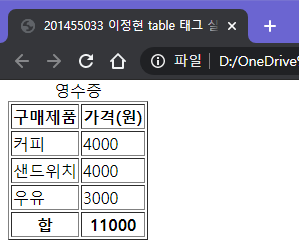 201455033 이정현 table 태그 실
파일 D:/OneDrive
영수증
구매제품 가격(원)
커피 4000
샌드위치 4000
우유 3000
합 11000